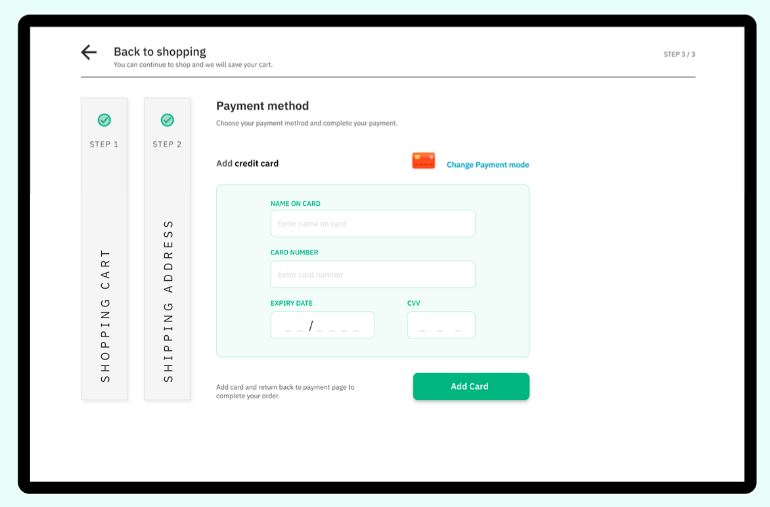 Back to shopping
You can continue to shop and we will save your cart.
STEP 3 / 3
STEP 1
SHOPPING CART
STEP 2
SHIPPING ADDRESS
Payment method
Choose your payment method and complete your payment.
Add credit card
Change Payment mode
NAME ON CARD
Enter name on card
CARD NUMBER
Enter card number
EXPIRY DATE
CVV
_ _ / _ _ _ _
_ _ _
Add card and return back to payment page to
complete your order.
Add Card